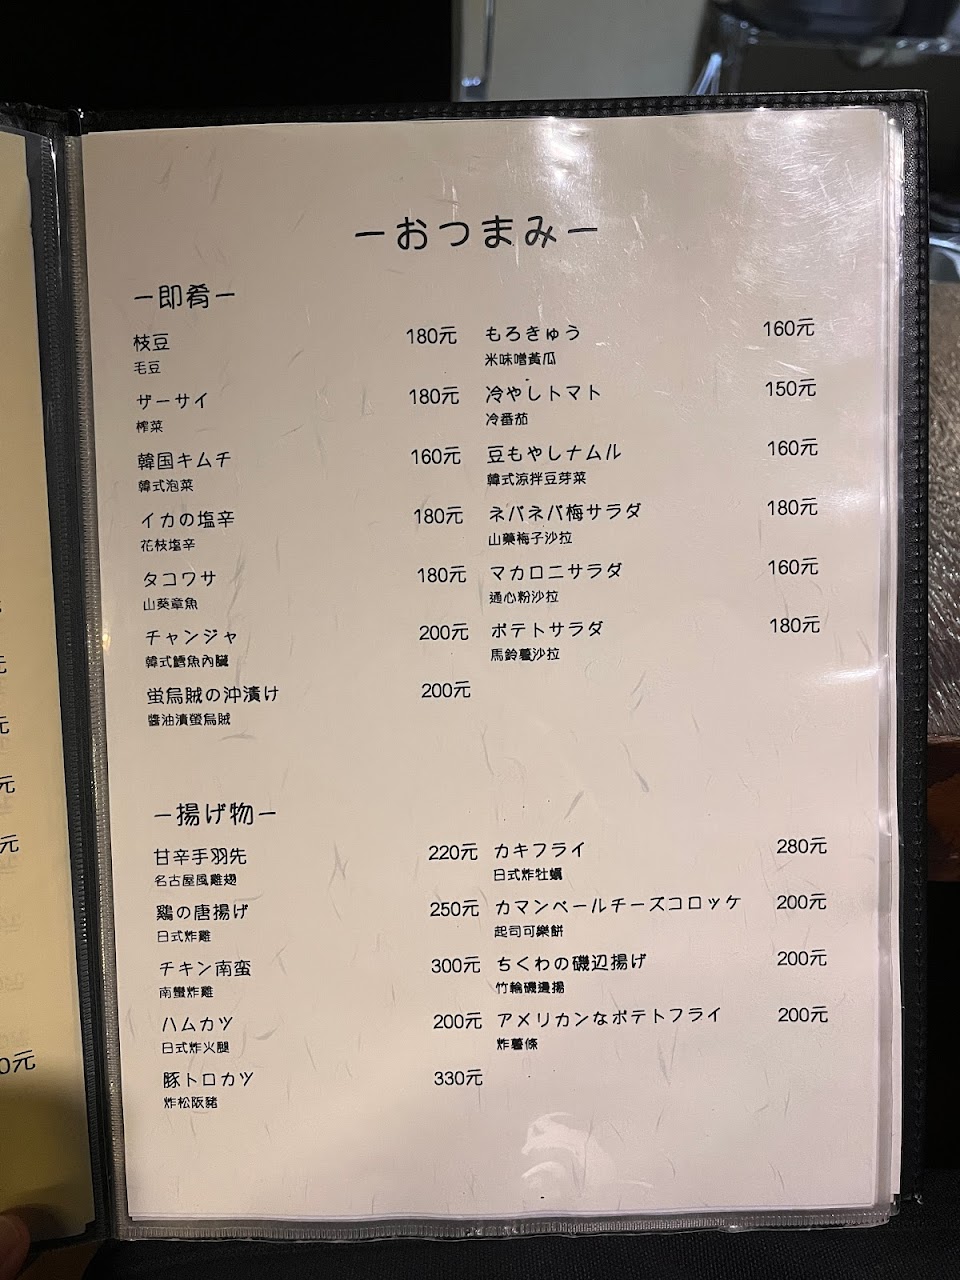 ーおつまみー
ー即肴ー
枝豆 180元
毛豆
ザーサイ 180元
榨菜
韓国キムチ 160元
韓式泡菜
イカの塩辛 180元
花枝塩辛
タコワサ 180元
山葵章魚
チャンジャ 200元
韓式鱈魚內臟
蛍烏賊の沖漬け 200元
醬油漬螢烏賊
もろきゅう 160元
米味噌黃瓜
冷やしトマト 150元
冷番茄
豆もやしナムル 160元
韓式涼拌豆芽菜
ネバネバ梅サラダ 180元
山藥梅子沙拉
マカロニサラダ 160元
通心粉沙拉
ポテトサラダ 180元
馬鈴薯沙拉
ー揚げ物ー
甘辛手羽先 220元
名古屋風雞翅
鶏の唐揚げ 250元
日式炸雞
チキン南蛮 300元
南蠻炸雞
ハムカツ 200元
日式炸火腿
豚トロカツ 330元
炸松阪豬
カキフライ 280元
日式炸牡蠣
カマンベールチーズコロッケ 200元
起司可樂餅
ちくわの磯辺揚げ 200元
竹輪磯邊揚
アメリカンなポテトフライ 200元
炸薯條
元
元
元
元
0元